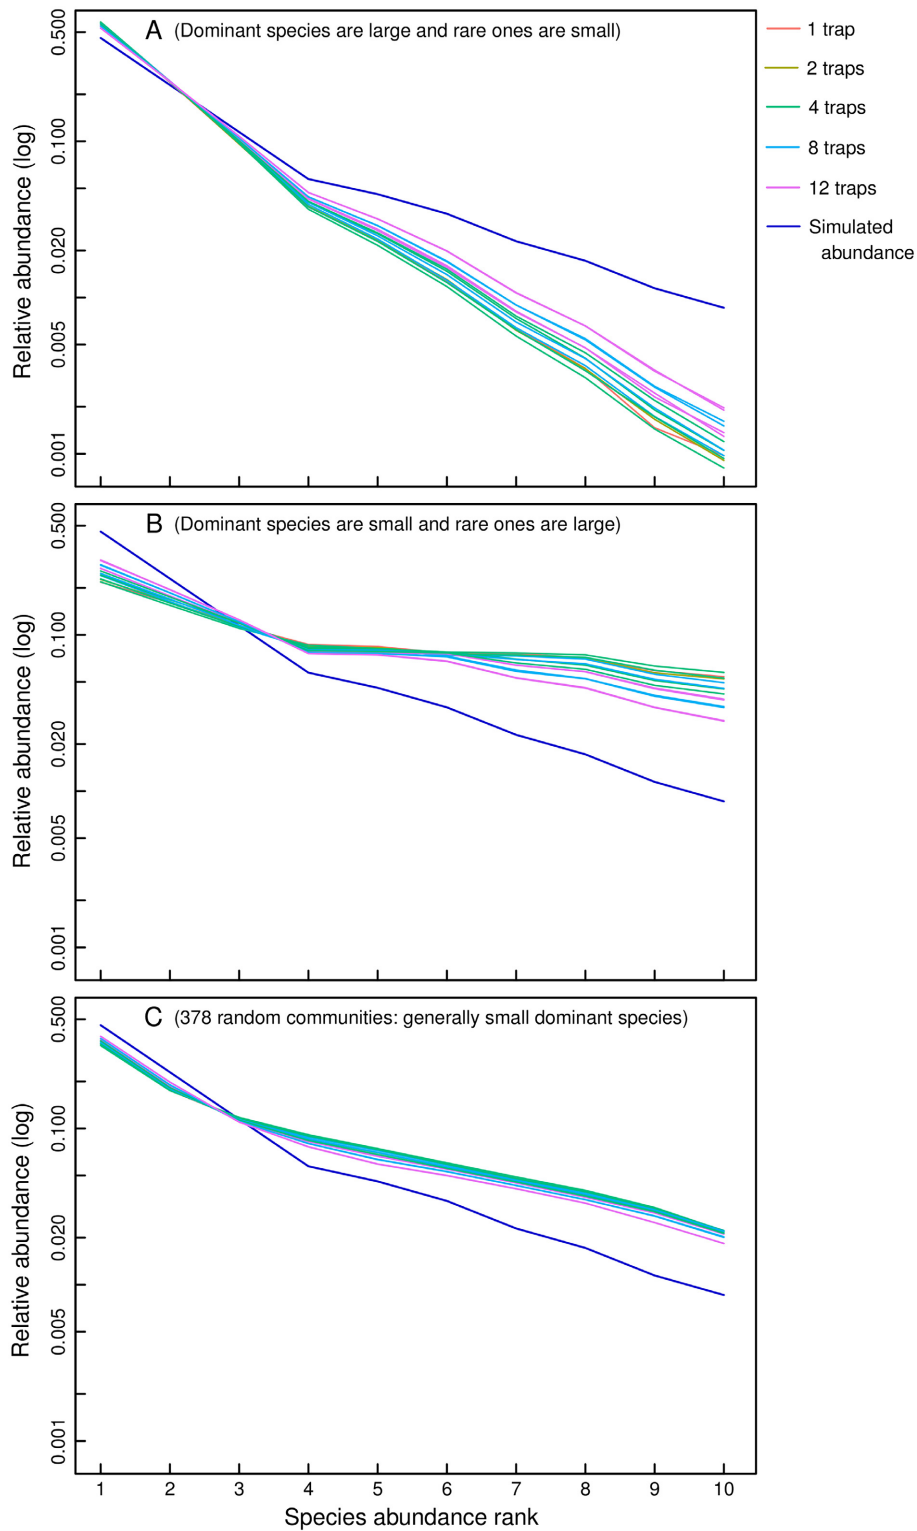 A (Dominant species are large and rare ones are small)
0.500
0.100
0.020
0.005
0.001
Relative abundance (log)
1 trap
2 traps
4 traps
8 traps
12 traps
Simulated
abundance
B (Dominant species are small and rare ones are large)
0.500
0.100
0.020
0.005
0.001
Relative abundance (log)
C (378 random communities: generally small dominant species)
0.500
0.100
0.020
0.005
0.001
Relative abundance (log)
1 2 3 4 5 6 7 8 9 10
Species abundance rank